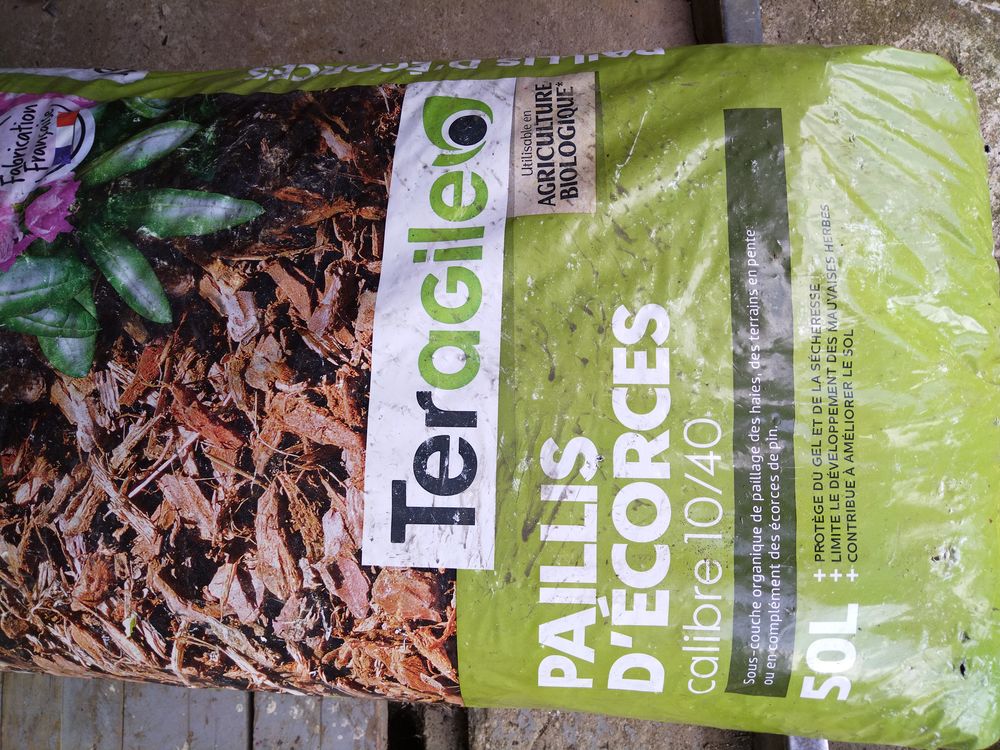 PAILLIS D'ÉCORCES
Fabrication
Française
Teragile
Utilisable en
AGRICULTURE
BIOLOGIQUE*
PAILLIS
D'ÉCORCES
calibre 10/40
Sous-couche organique de paillage des haies, des terrains en pente
ou en complément des écorces de pin.
50L
+ PROTÈGE DU GEL ET DE LA SÉCHERESSE
+ LIMITE LE DÉVELOPPEMENT DES MAUVAISES HERBES
+ CONTRIBUE À AMÉLIORER LE SOL